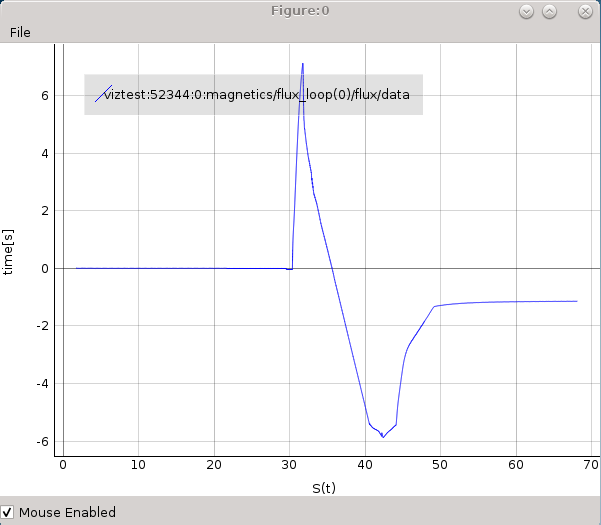 Figure:0
File
viztest:52344:0:magnetics/flux_loop(0)/flux/data
6
4
2
0
-2
-4
-6
time[s]
0 10 20 30 40 50 60 70
S(t)
Mouse Enabled